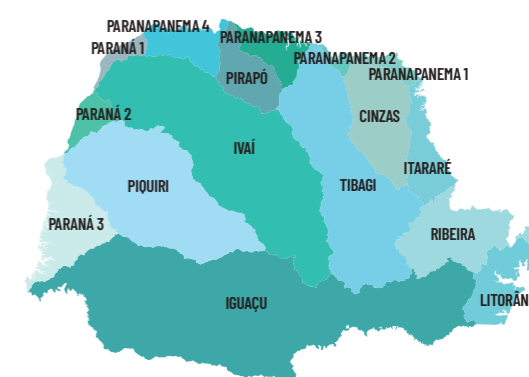 PARANAPANEMA 4
PARANAPANEMA 3
PARANÁ 1
PARANAPANEMA 2
PIRAPÓ
PARANAPANEMA 1
PARANÁ 2
CINZAS
IVAÍ
ITARARÉ
PIQUIRI
TIBAGI
PARANÁ 3
RIBEIRA
IGUAÇU
LITORÂN